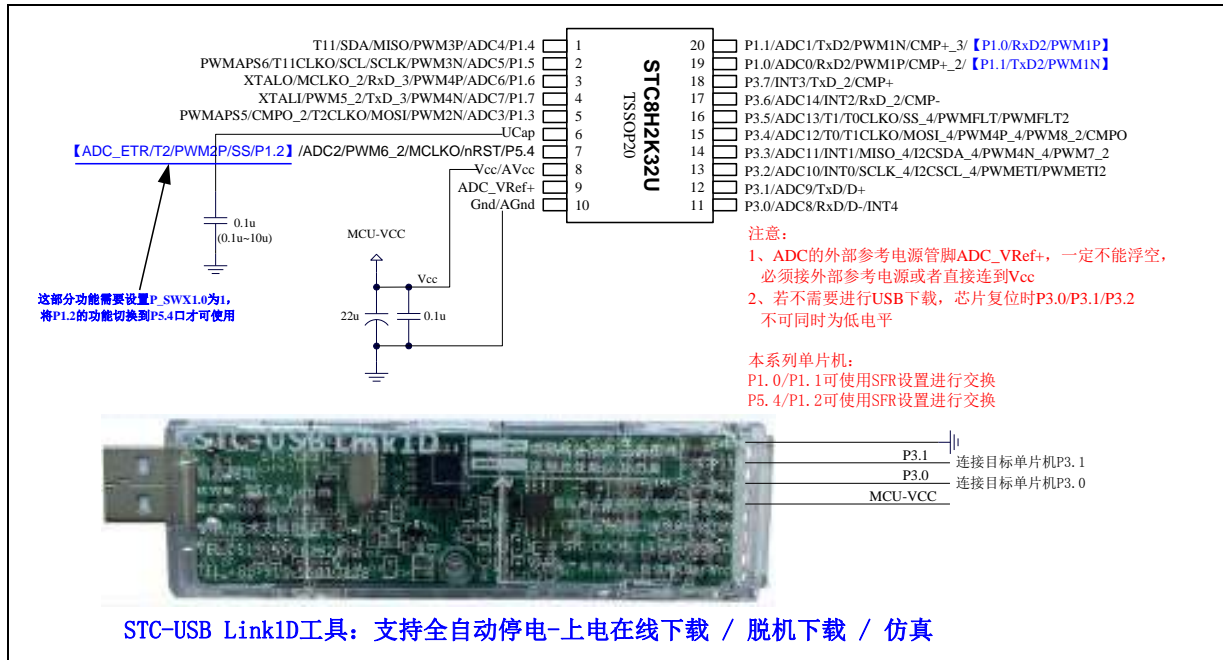 T11/SDA/MISO/PWM3P/ADC4/P1.4
PWMAPS6/T11CLKO/SCL/SCLK/PWM3N/ADC5/P1.5
XTALO/MCLKO_2/RxD_3/PWM4P/ADC6/P1.6
XTALI/PWM5_2/TxD_3/PWM4N/ADC7/P1.7
PWMAPS5/CMPO_2/T2CLKO/MOSI/PWM2N/ADC3/P1.3
UCap
【ADC_ETR/T2/PWM2P/SS/P1.2】/ADC2/PWM6_2/MCLKO/nRST/P5.4
Vcc/AVcc
ADC_VRef+
Gnd/AGnd
1
2
3
4
5
6
7
8
9
10
STC8H2K32U
TSSOP20
20
19
18
17
16
15
14
13
12
11
P1.1/ADC1/TxD2/PWM1N/CMP+_3/【P1.0/RxD2/PWM1P】
P1.0/ADC0/RxD2/PWM1P/CMP+_2/【P1.1/TxD2/PWM1N】
P3.7/INT3/TxD_2/CMP+
P3.6/ADC14/INT2/RxD_2/CMP-
P3.5/ADC13/T1/T0CLKO/SS_4/PWMFLT/PWMFLT2
P3.4/ADC12/T0/T1CLKO/MOSI_4/PWM4P_4/PWM8_2/CMPO
P3.3/ADC11/INT1/MISO_4/I2CSDA_4/PWM4N_4/PWM7_2
P3.2/ADC10/INT0/SCLK_4/I2CSCL_4/PWMETI/PWMETI2
P3.1/ADC9/TxD/D+
P3.0/ADC8/RxD/D-/INT4
0.1u
(0.1u~10u)
MCU-VCC
Vcc
22u
0.1u
这部分功能需要设置P_SWX1.0为1,
将P1.2的功能切换到P5.4口才可使用
注意:
1、ADC的外部参考电源管脚ADC_VRef+,一定不能浮空,
必须接外部参考电源或者直接连到Vcc
2、若不需要进行USB下载,芯片复位时P3.0/P3.1/P3.2
不可同时为低电平
本系列单片机:
P1.0/P1.1可使用SFR设置进行交换
P5.4/P1.2可使用SFR设置进行交换
STC-USB Link1D
P3.1 连接目标单片机P3.1
P3.0 连接目标单片机P3.0
MCU-VCC
STC-USB Link1D工具:支持全自动停电-上电在线下载 / 脱机下载 / 仿真